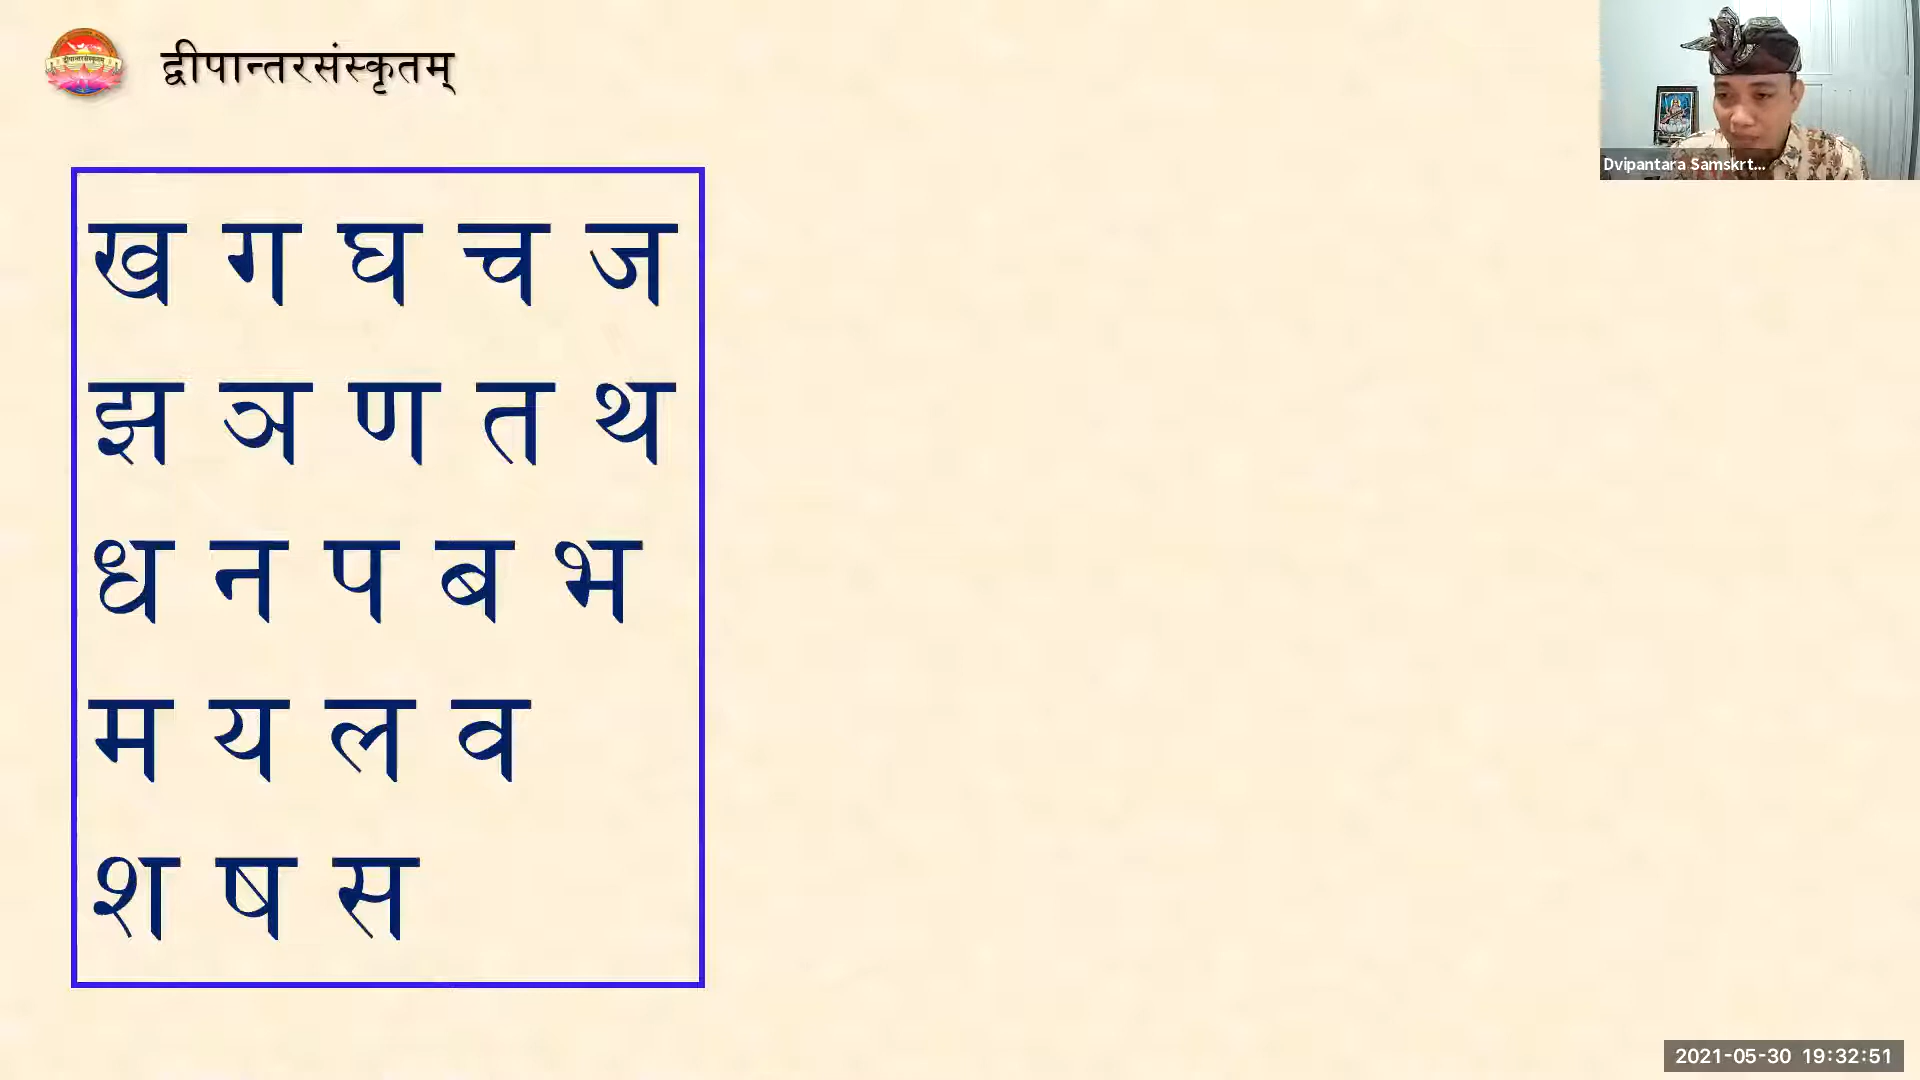 द्वीपान्तरसंस्कृतम्
Dvipantara Samskrt...
ख ग घ च ज
झ ञ ण त थ
ध न प ब भ
म य ल व
श ष स
2021-05-30 19:32:51